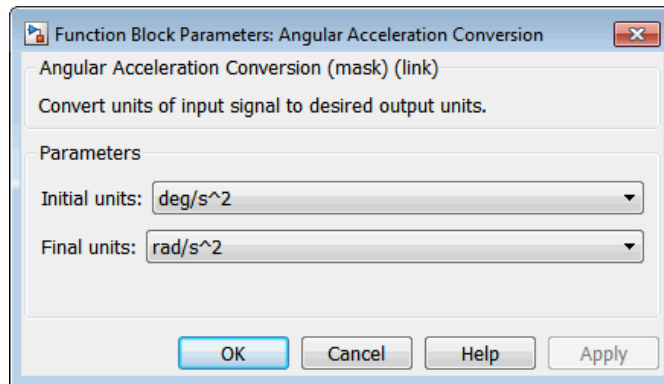 Function Block Parameters: Angular Acceleration Conversion
Angular Acceleration Conversion (mask) (link)
Convert units of input signal to desired output units.
Parameters
Initial units: deg/s^2
Final units: rad/s^2
OK Cancel Help Apply